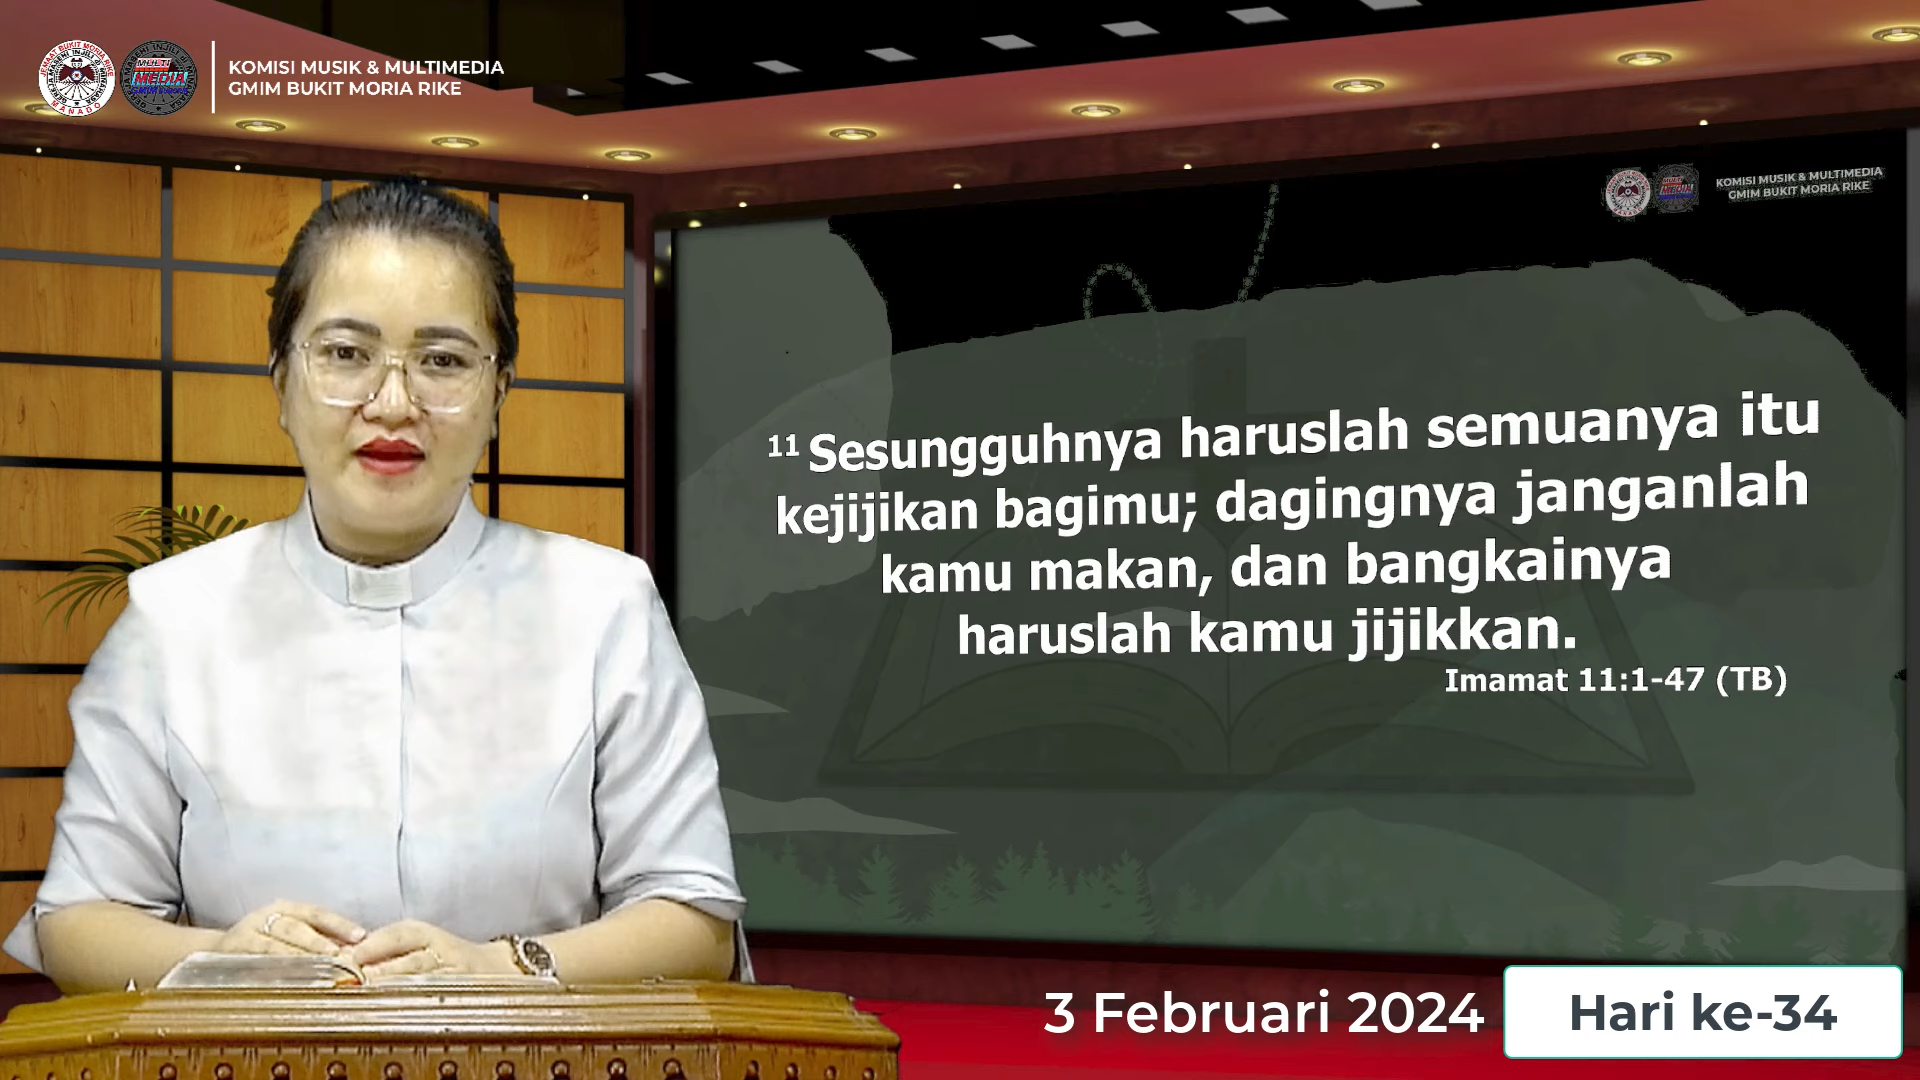 KOMISI MUSIK & MULTIMEDIA
GMIM BUKIT MORIA RIKE
KOMISI MUSIK & MULTIMEDIA
GMIM BUKIT MORIA RIKE
11 Sesungguhnya haruslah semuanya itu
kejijikan bagimu; dagingnya janganlah
kamu makan, dan bangkainya
haruslah kamu jijikkan.
Imamat 11:1-47 (TB)
3 Februari 2024
Hari ke-34